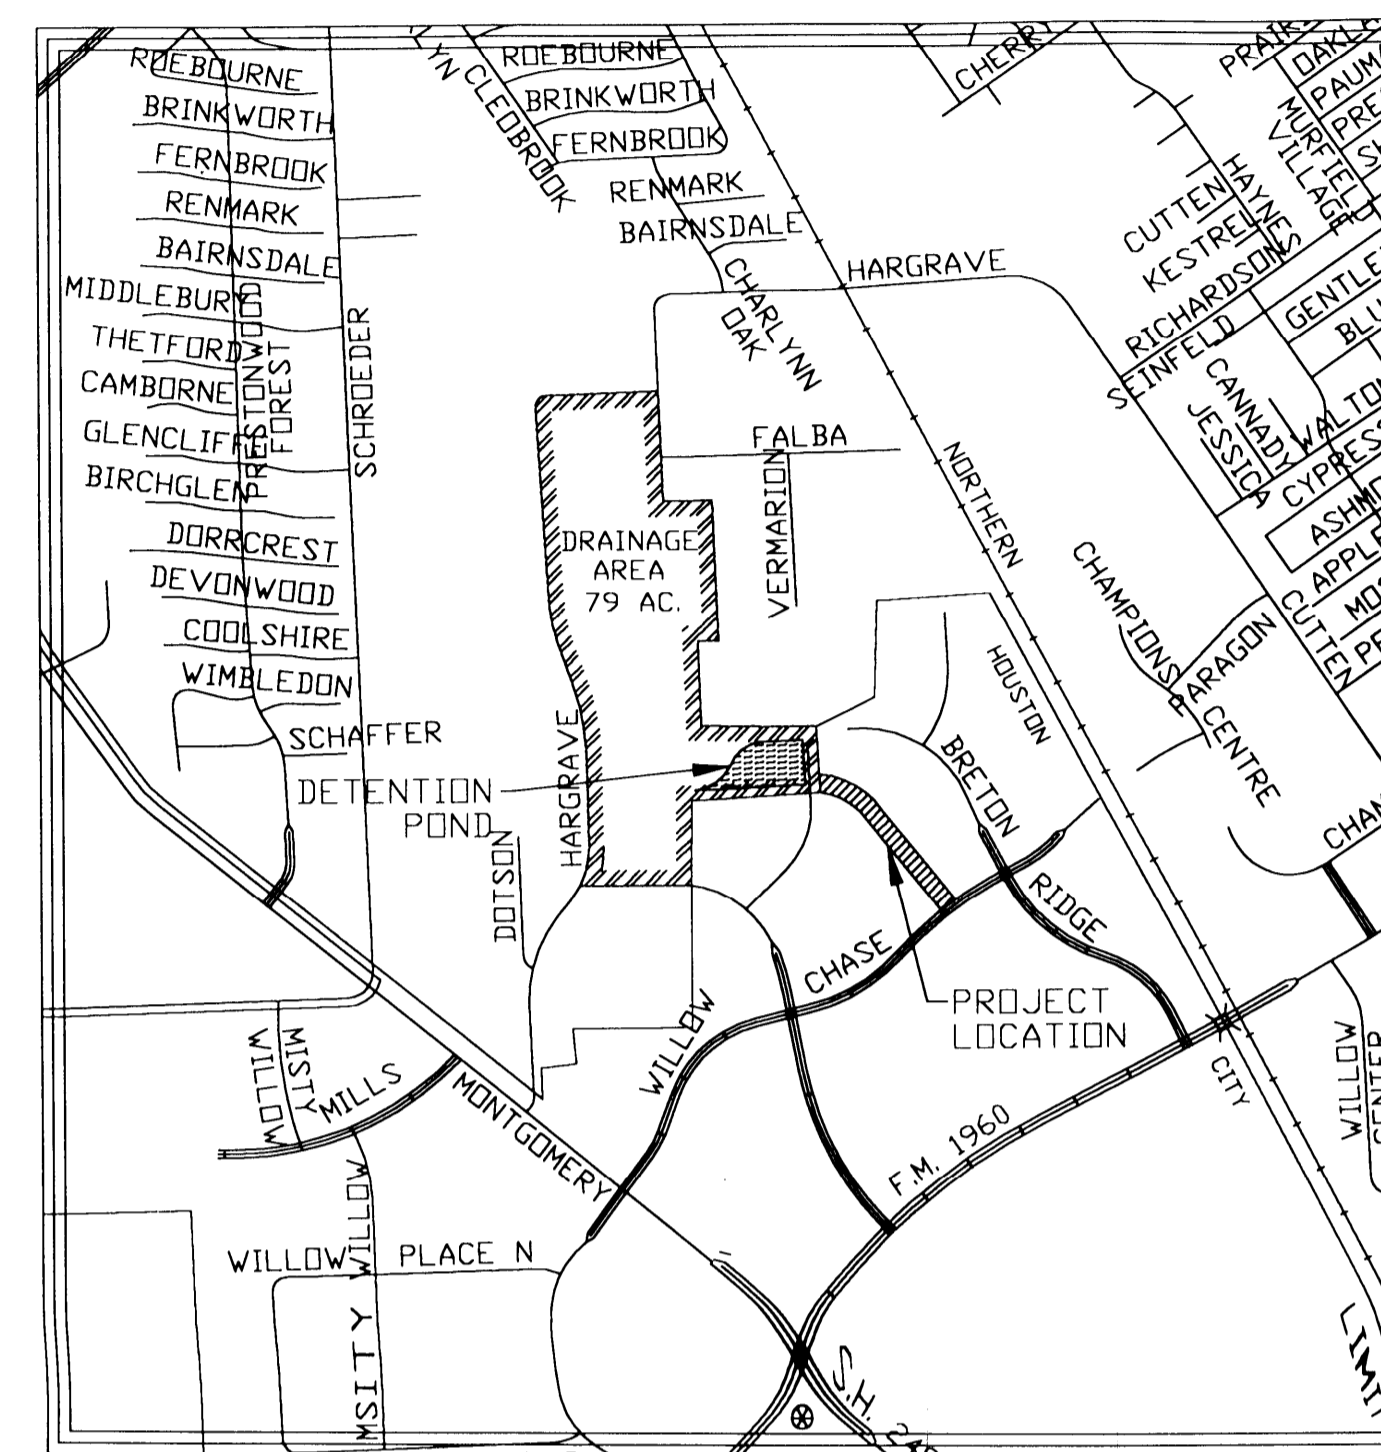 ROEBOURNE
BRINKWORTH
FERNBROOK
RENMARK
BAIRNSDALE
MIDDLEBURY
THETFORD
CAMBORNE
GLENCLIFF
BIRCHGLEN
DORRCREST
DEVONWOOD
COOLSHIRE
WIMBLEDON
SCHAFFER
PRESTONWOOD
FOREST
SCHROEDER
CLEOBROOK
ROEBOURNE
BRINKWORTH
FERNBROOK
RENMARK
BAIRNSDALE
CHARLYNN
OAK
HARGRAVE
CHERRY
MURFIELD
VILLAGE
HAYNES
CUTTEN
KESTREL
RICHARDSON
SEINFELD
CANNADY
JESSICA
CUTTEN
FALBA
VERMARION
NORTHERN
HOUSTON
CHAMPIONS
CENTRE
PARAGON
DRAINAGE
AREA
79 AC.
HARGRAVE
DETENTION
POND
DOTSON
BRETON
RIDGE
WILLOW
CHASE
PROJECT
LOCATION
CITY
F.M. 1960
WILLOW
CENTER
MISTY
WILLOW
MILLS
MONTGOMERY
WILLOW PLACE N
MSITY WILLOW
S.H.